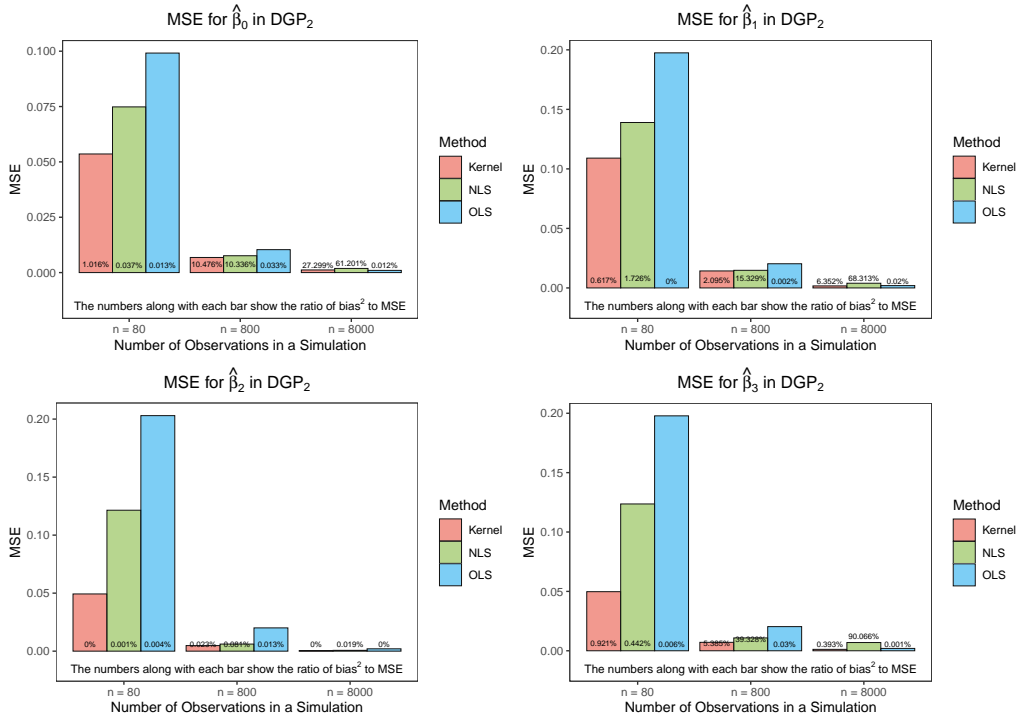 MSE for β̂0 in DGP2
0.100
0.075
0.050
0.025
0.000
MSE
1.016% 0.037% 0.013% 10.476% 10.336% 0.033% 27.299% 61.201% 0.012%
The numbers along with each bar show the ratio of bias² to MSE
n = 80 n = 800 n = 8000
Number of Observations in a Simulation
Method
Kernel
NLS
OLS
MSE for β̂1 in DGP2
0.20
0.15
0.10
0.05
0.00
MSE
0.617% 1.726% 0% 2.095% 15.329% 0.002% 6.352% 68.313% 0.02%
The numbers along with each bar show the ratio of bias² to MSE
n = 80 n = 800 n = 8000
Number of Observations in a Simulation
Method
Kernel
NLS
OLS
MSE for β̂2 in DGP2
0.20
0.15
0.10
0.05
0.00
MSE
0% 0.001% 0.004% 0.023% 0.081% 0.013% 0% 0.019% 0%
The numbers along with each bar show the ratio of bias² to MSE
n = 80 n = 800 n = 8000
Number of Observations in a Simulation
Method
Kernel
NLS
OLS
MSE for β̂3 in DGP2
0.20
0.15
0.10
0.05
0.00
MSE
0.921% 0.442% 0.006% 5.385% 39.328% 0.03% 0.393% 90.066% 0.001%
The numbers along with each bar show the ratio of bias² to MSE
n = 80 n = 800 n = 8000
Number of Observations in a Simulation
Method
Kernel
NLS
OLS